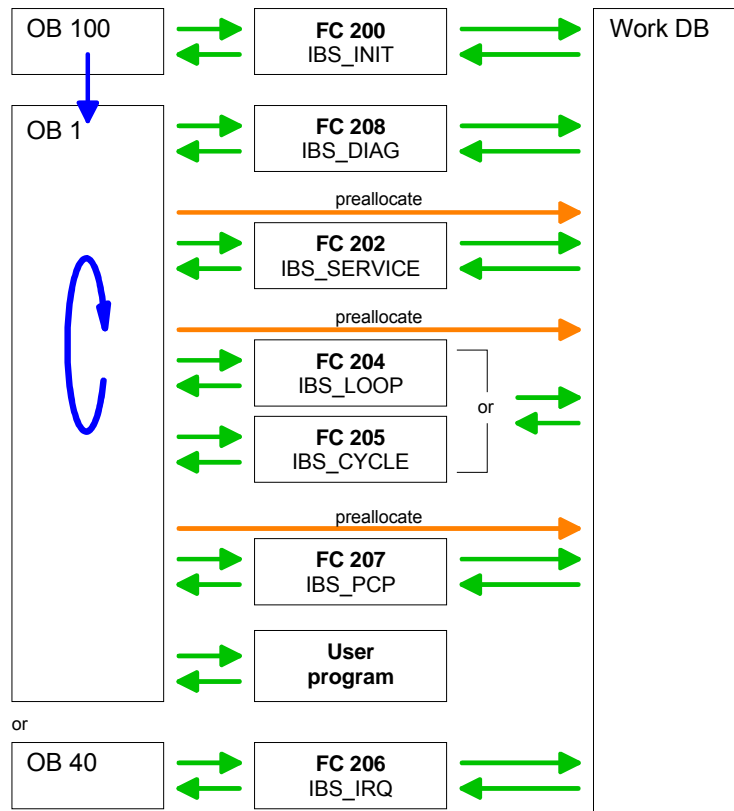 OB 100
FC 200
IBS_INIT
Work DB
OB 1
FC 208
IBS_DIAG
preallocate
FC 202
IBS_SERVICE
preallocate
FC 204
IBS_LOOP
or
FC 205
IBS_CYCLE
preallocate
FC 207
IBS_PCP
User
program
or
OB 40
FC 206
IBS_IRQ